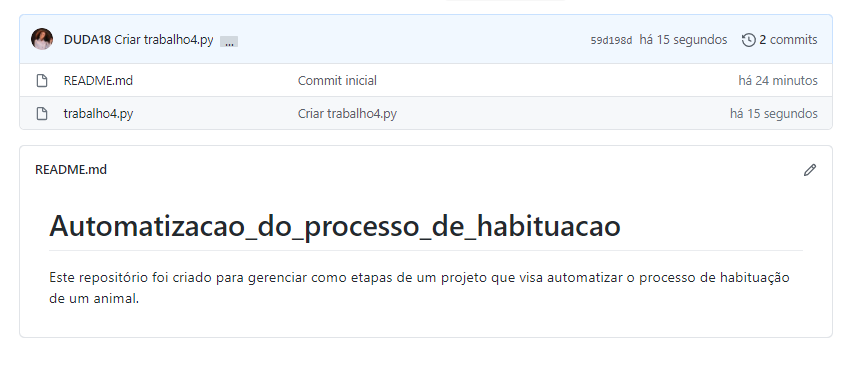 DUDA18 Criar trabalho4.py ... 59d198d há 15 segundos 2 commits
README.md Commit inicial há 24 minutos
trabalho4.py Criar trabalho4.py há 15 segundos
README.md
Automatizacao_do_processo_de_habituacao
Este repositório foi criado para gerenciar como etapas de um projeto que visa automatizar o processo de habituação
de um animal.